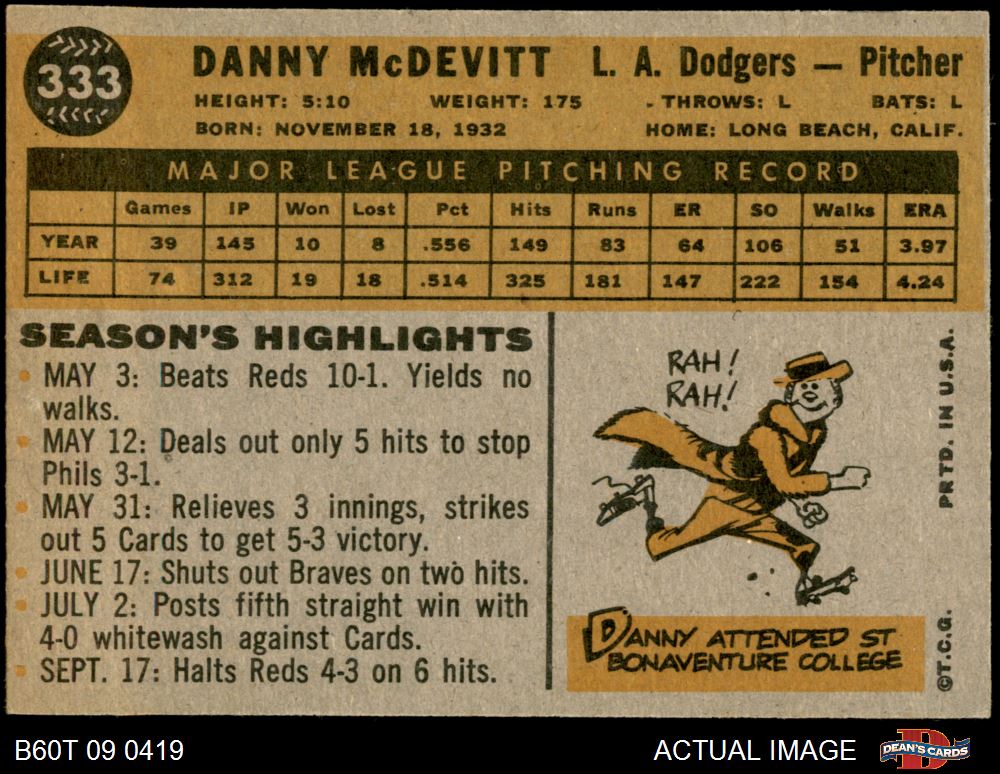 333
DANNY McDEVITT L. A. Dodgers — Pitcher
HEIGHT: 5:10 WEIGHT: 175 THROWS: L BATS: L
BORN: NOVEMBER 18, 1932 HOME: LONG BEACH, CALIF.
MAJOR LEAGUE PITCHING RECORD
Games IP Won Lost Pct Hits Runs ER SO Walks ERA
YEAR 39 145 10 8 .556 149 83 64 106 51 3.97
LIFE 74 312 19 18 .514 325 181 147 222 154 4.24
SEASON'S HIGHLIGHTS
• MAY 3: Beats Reds 10-1. Yields no
walks.
• MAY 12: Deals out only 5 hits to stop
Phils 3-1.
• MAY 31: Relieves 3 innings, strikes
out 5 Cards to get 5-3 victory.
• JUNE 17: Shuts out Braves on two hits.
• JULY 2: Posts fifth straight win with
4-0 whitewash against Cards.
• SEPT. 17: Halts Reds 4-3 on 6 hits.
RAH!
RAH!
DANNY ATTENDED ST
BONAVENTURE COLLEGE
©T.C.G. PRTD. IN U.S.A.
B60T 09 0419 ACTUAL IMAGE DEAN'S CARDS